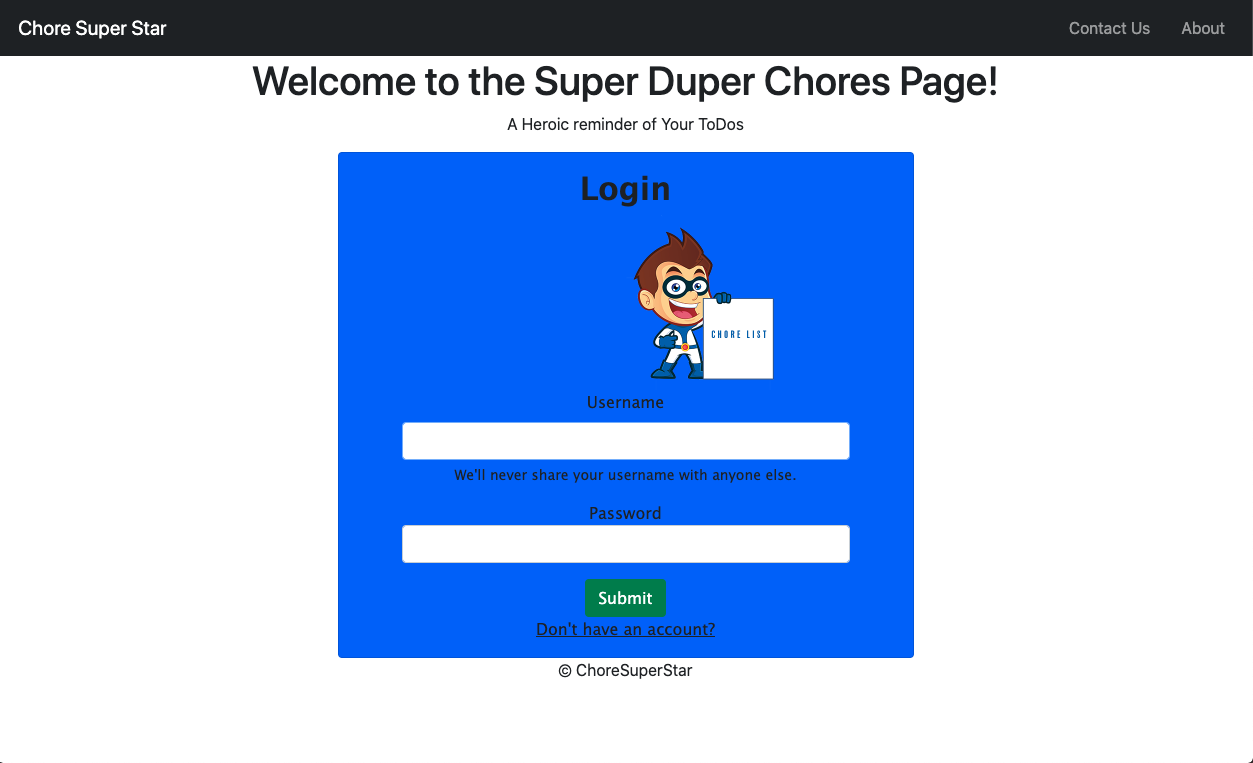 Chore Super Star
Contact Us
About
Welcome to the Super Duper Chores Page!
A Heroic reminder of Your ToDos
Login
CHORE LIST
Username
We'll never share your username with anyone else.
Password
Submit
Don't have an account?
© ChoreSuperStar